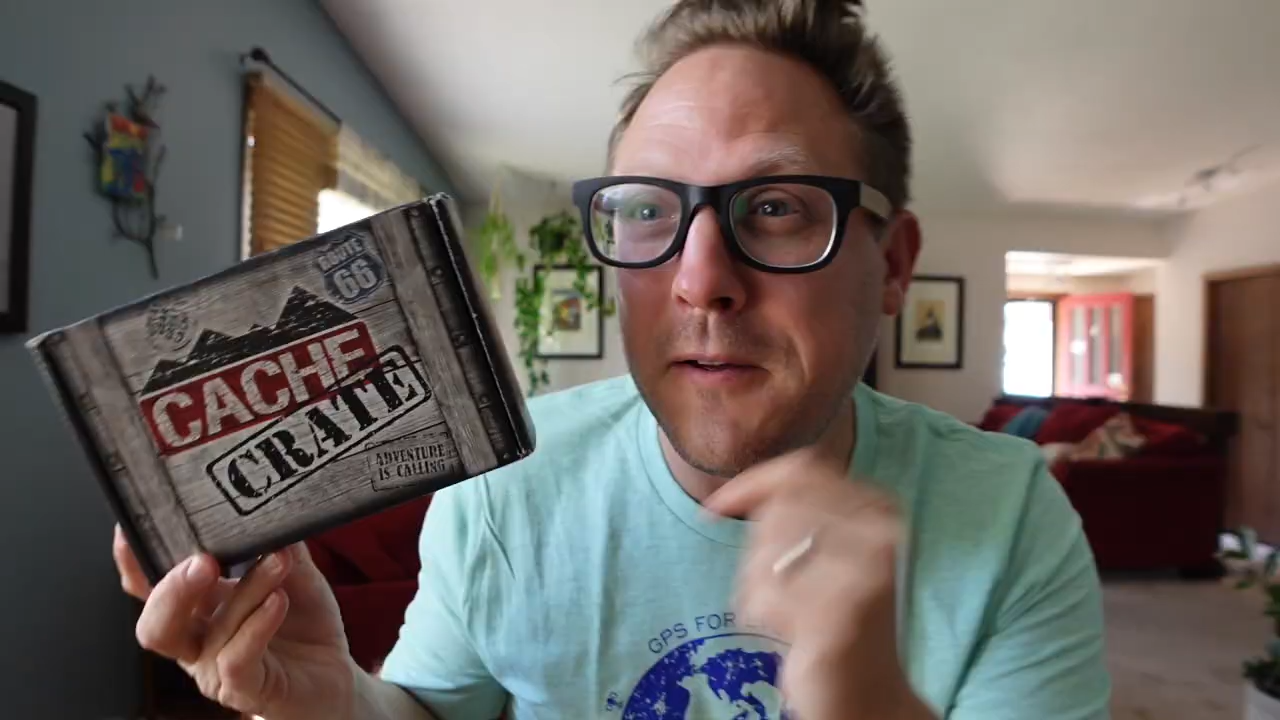 ROUTE
66
CACHE
CRATE
ADVENTURE
IS CALLING
GPS FOR